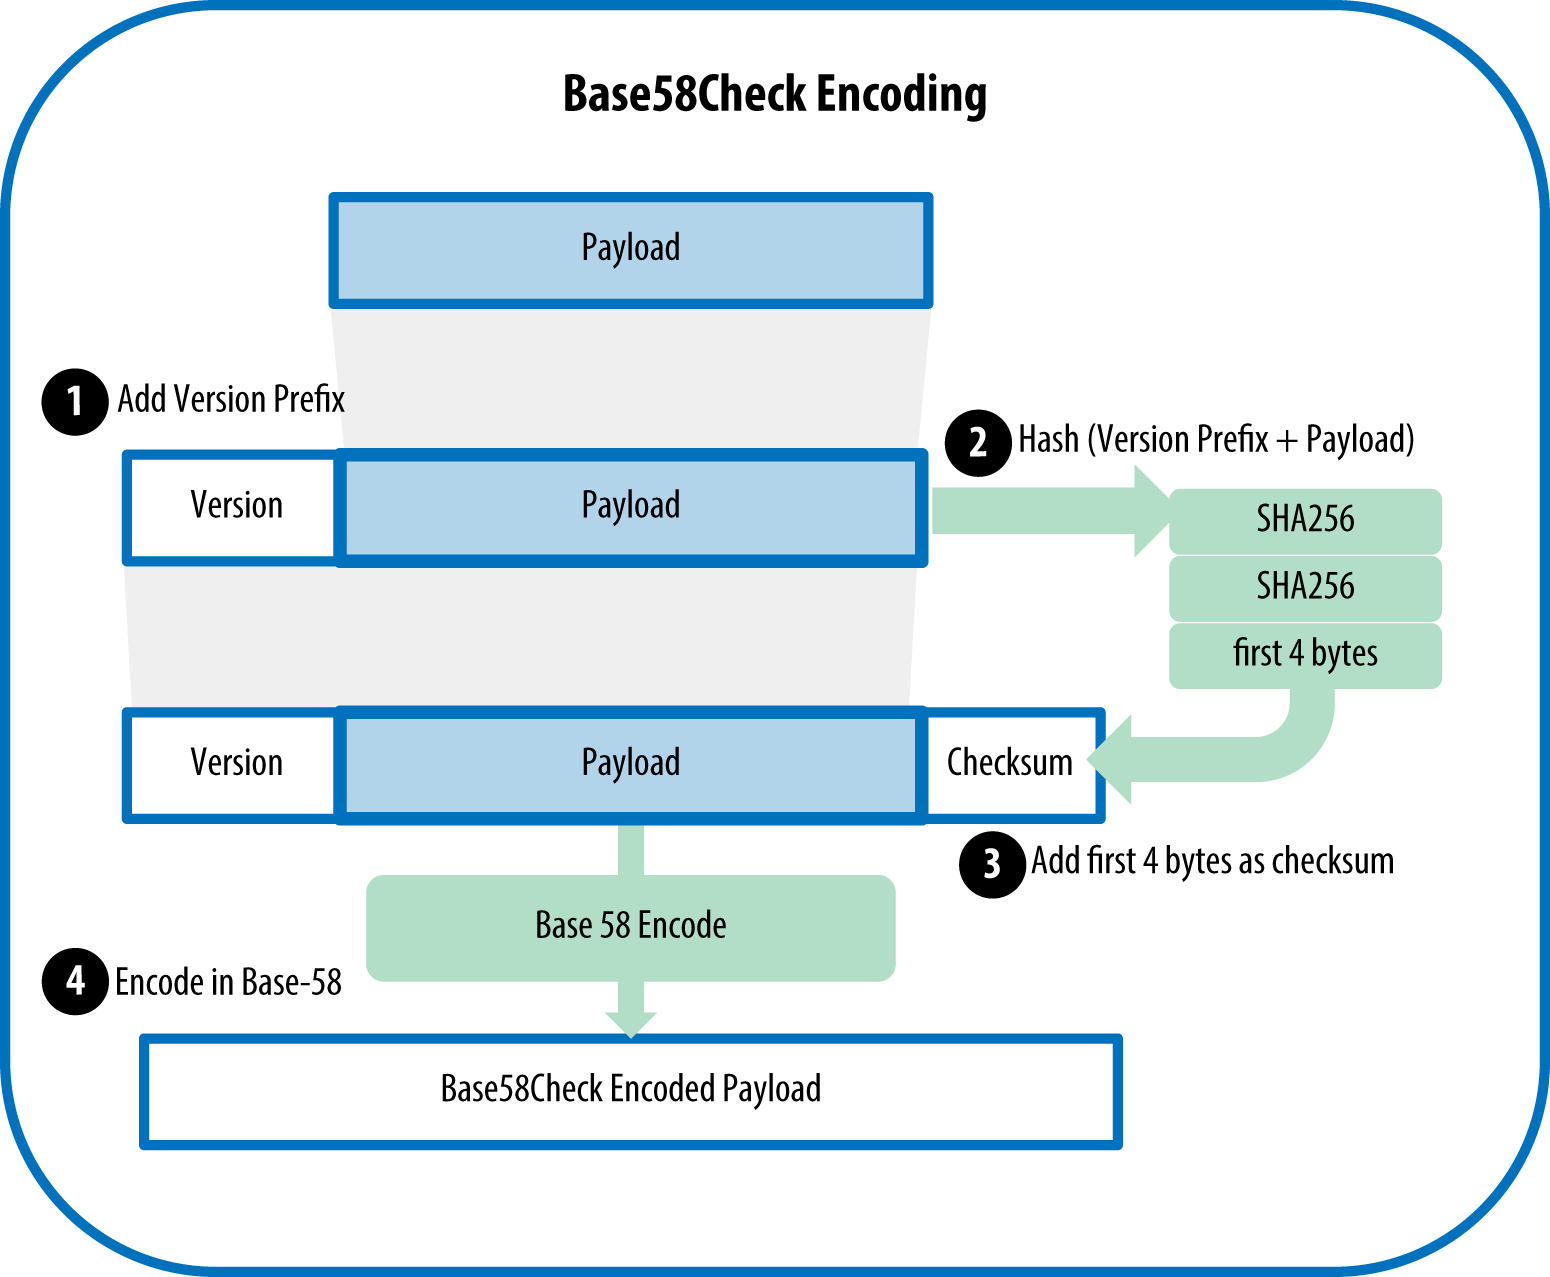 Base58Check Encoding
Payload
1 Add Version Prefix
2 Hash (Version Prefix + Payload)
Version Payload SHA256
SHA256
first 4 bytes
Version Payload Checksum
3 Add first 4 bytes as checksum
Base 58 Encode
4 Encode in Base-58
Base58Check Encoded Payload